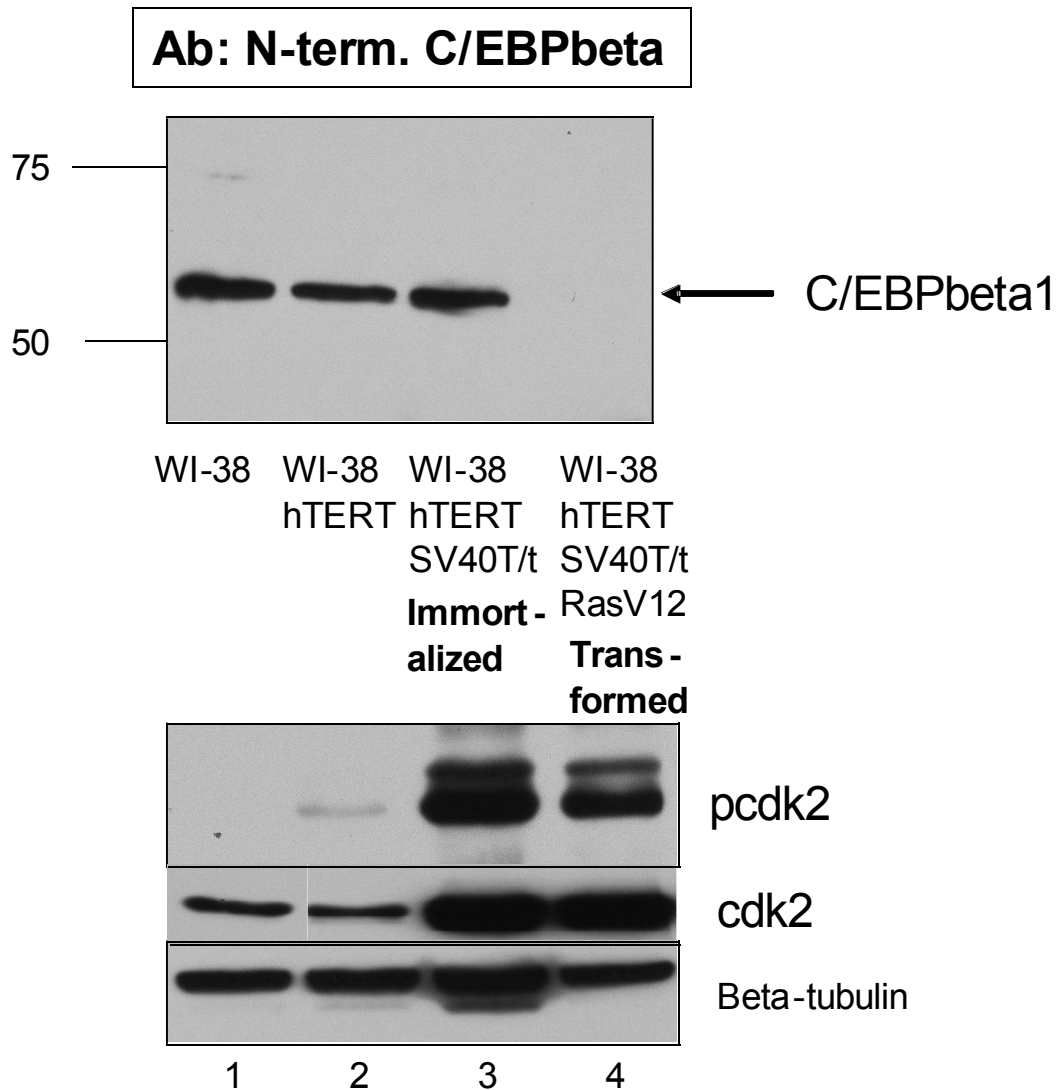 Ab: N-term. C/EBPbeta
75
C/EBPbeta1
50
WI-38
WI-38
hTERT
WI-38
hTERT
SV40T/t
Immort-
alized
WI-38
hTERT
SV40T/t
RasV12
Trans-
formed
pcdk2
cdk2
Beta-tubulin
1 2 3 4